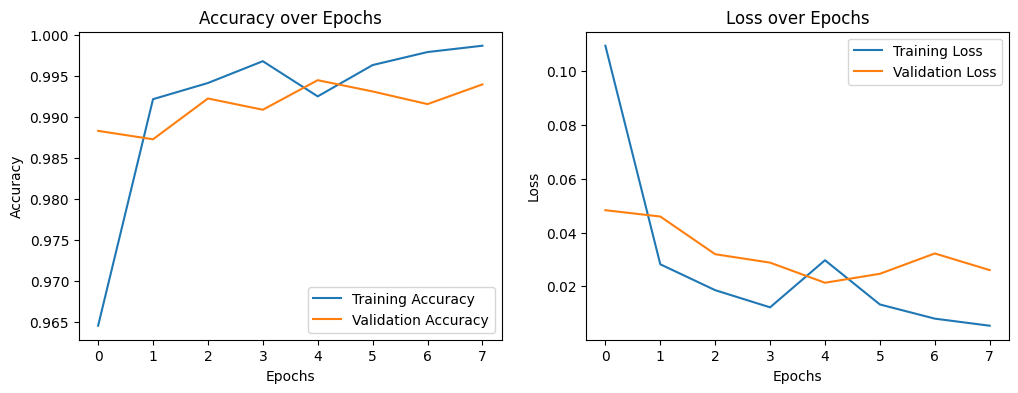 Accuracy over Epochs
1.000
0.995
0.990
0.985
0.980
0.975
0.970
0.965
Accuracy
0 1 2 3 4 5 6 7
Epochs
Training Accuracy
Validation Accuracy
Loss over Epochs
0.10
0.08
0.06
0.04
0.02
Loss
0 1 2 3 4 5 6 7
Epochs
Training Loss
Validation Loss